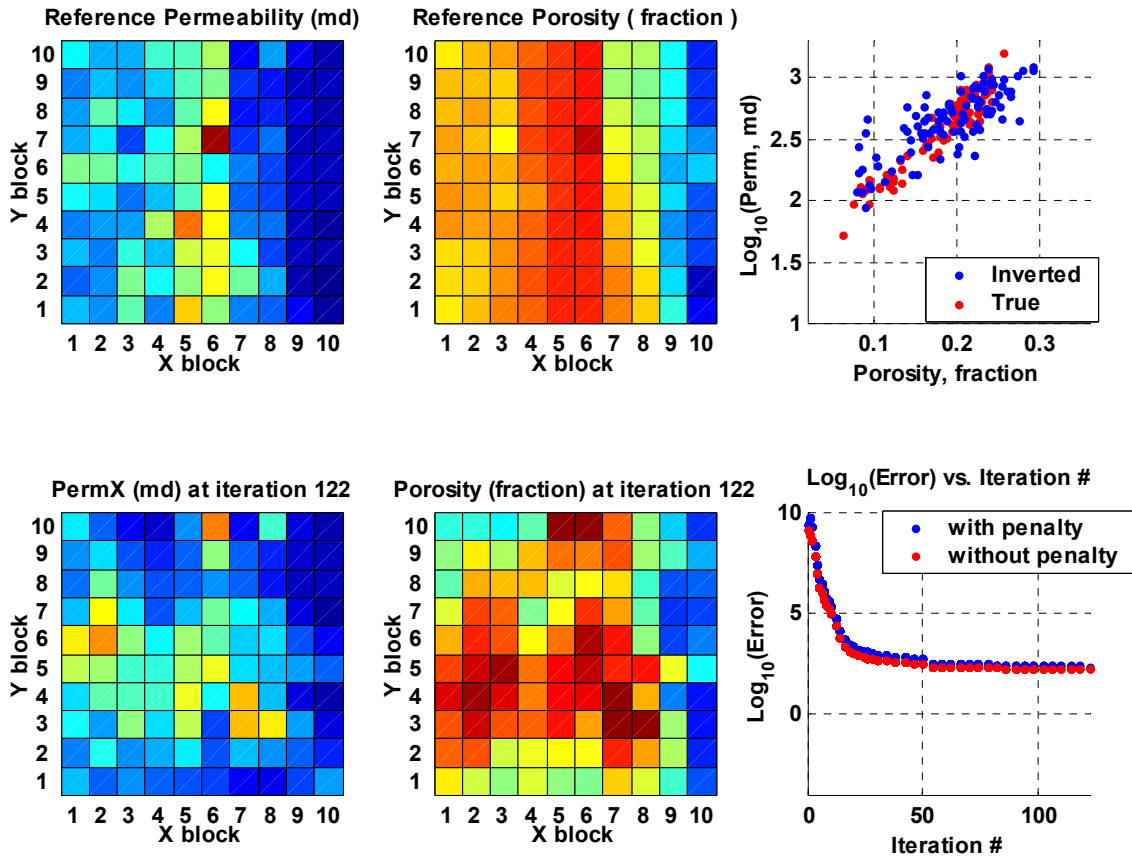 Reference Permeability (md)
10
9
8
7
6
5
4
3
2
1
Y block
1 2 3 4 5 6 7 8 9 10
X block
Reference Porosity ( fraction )
10
9
8
7
6
5
4
3
2
1
Y block
1 2 3 4 5 6 7 8 9 10
X block
3
2.5
2
1.5
1
Log10(Perm, md)
Inverted
True
0.1 0.2 0.3
Porosity, fraction
PermX (md) at iteration 122
10
9
8
7
6
5
4
3
2
1
Y block
1 2 3 4 5 6 7 8 9 10
X block
Porosity (fraction) at iteration 122
10
9
8
7
6
5
4
3
2
1
Y block
1 2 3 4 5 6 7 8 9 10
X block
Log10(Error) vs. Iteration #
10
5
0
Log10(Error)
with penalty
without penalty
0 50 100
Iteration #